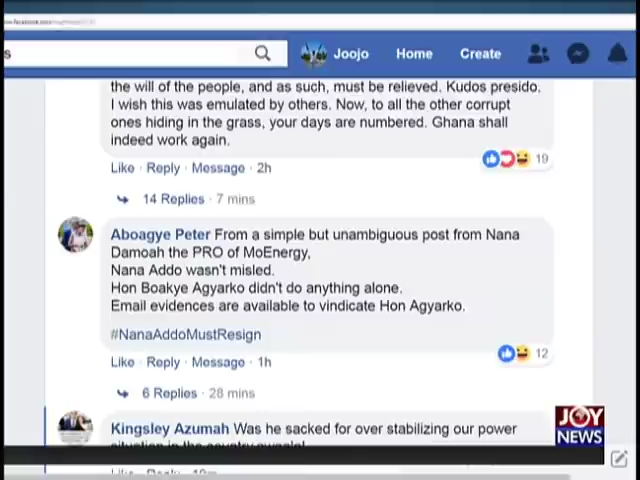 s
Joojo
Home
Create
the will of the people, and as such, must be relieved. Kudos presido.
I wish this was emulated by others. Now, to all the other corrupt
ones hiding in the grass, your days are numbered. Ghana shall
indeed work again.
19
Like · Reply · Message · 2h
14 Replies · 7 mins
Aboagye Peter From a simple but unambiguous post from Nana
Damoah the PRO of MoEnergy,
Nana Addo wasn't misled.
Hon Boakye Agyarko didn't do anything alone.
Email evidences are available to vindicate Hon Agyarko.
#NanaAddoMustResign
12
Like · Reply · Message · 1h
6 Replies · 28 mins
Kingsley Azumah Was he sacked for over stabilizing our power
situation in the country
JOY
NEWS